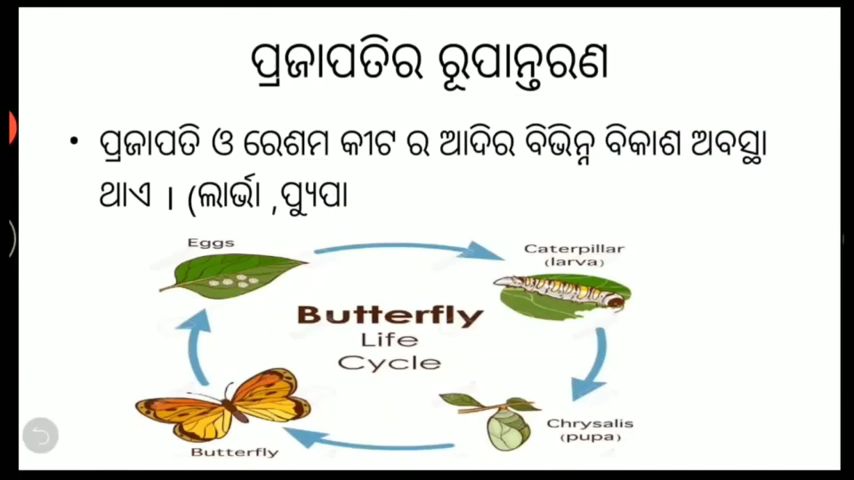 ପ୍ରଜାପତିର ରୂପାନ୍ତରଣ
• ପ୍ରଜାପତି ଓ ରେଶମ କୀଟ ର ଆଦିର ବିଭିନ୍ନ ବିକାଶ ଅବସ୍ଥା
ଥାଏ । (ଲାର୍ଭା ,ପ୍ୟୁପା
Eggs
Caterpillar
(larva)
Butterfly
Life
Cycle
Chrysalis
(pupa)
Butterfly